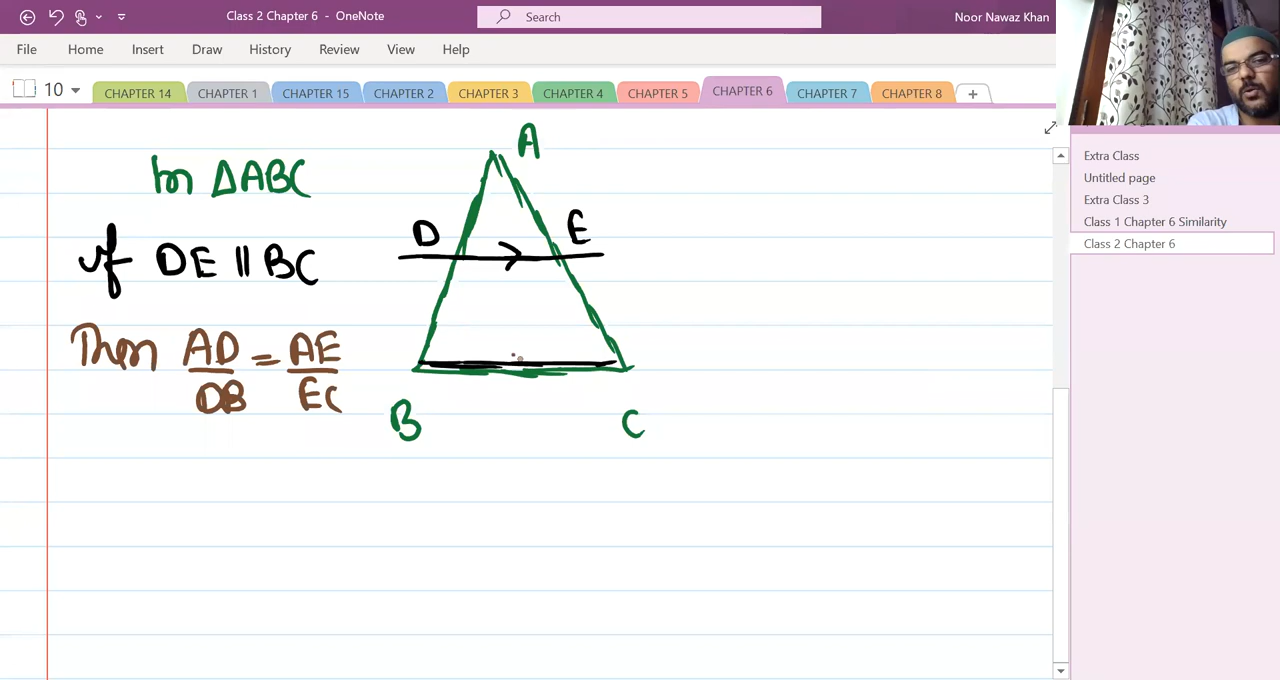 Class 2 Chapter 6 - OneNote
Search
Noor Nawaz Khan
File Home Insert Draw History Review View Help
10 CHAPTER 14 CHAPTER 1 CHAPTER 15 CHAPTER 2 CHAPTER 3 CHAPTER 4 CHAPTER 5 CHAPTER 6 CHAPTER 7 CHAPTER 8 +
Extra Class
Untitled page
Extra Class 3
Class 1 Chapter 6 Similarity
Class 2 Chapter 6
In ΔABC
if DE || BC
Then AD/DB = AE/EC
A
D E
B C